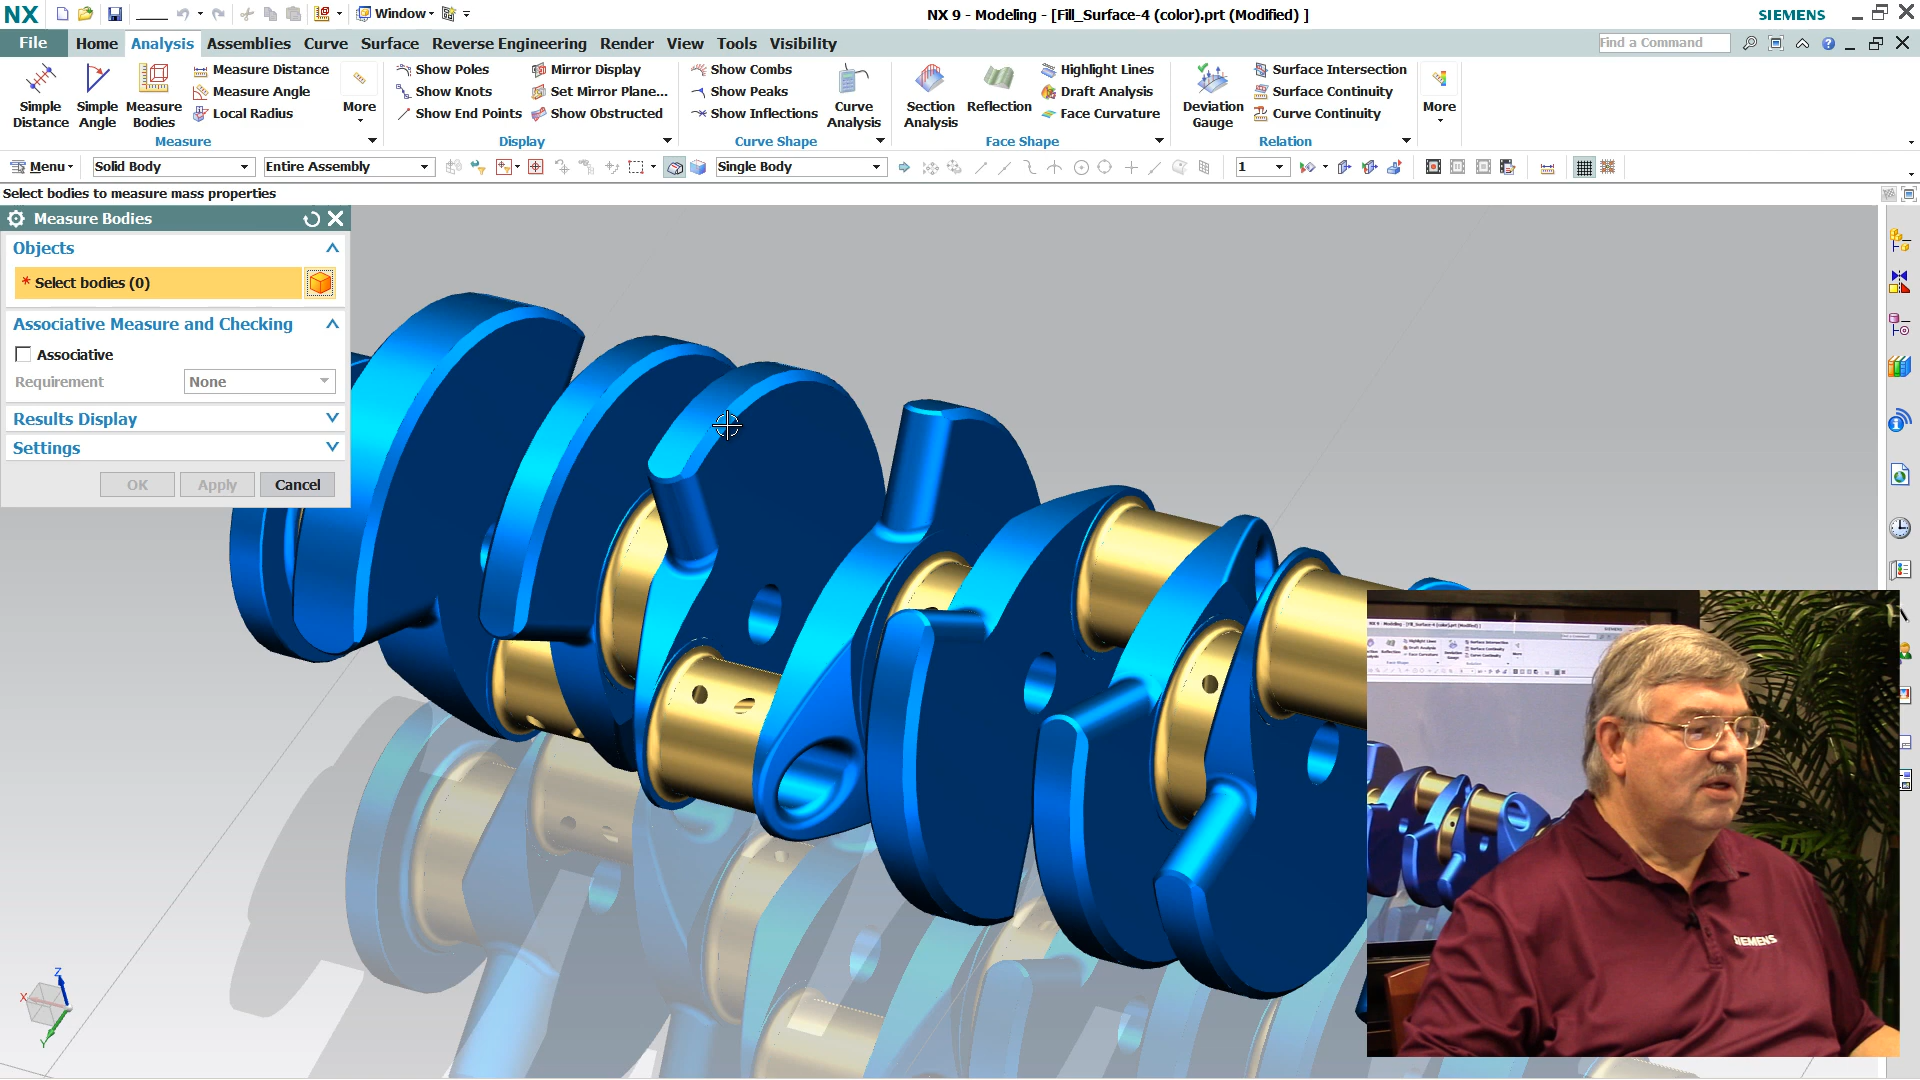 NX Window NX 9 - Modeling - [Fill_Surface-4 (color).prt (Modified) ] SIEMENS
File Home Analysis Assemblies Curve Surface Reverse Engineering Render View Tools Visibility Find a Command
Simple Distance
Simple Angle
Measure Bodies
Measure Distance
Measure Angle
Local Radius
More
Measure
Show Poles
Show Knots
Show End Points
Mirror Display
Set Mirror Plane...
Show Obstructed
Display
Show Combs
Show Peaks
Show Inflections
Curve Analysis
Curve Shape
Section Analysis
Reflection
Highlight Lines
Draft Analysis
Face Curvature
Face Shape
Deviation Gauge
Surface Intersection
Surface Continuity
Curve Continuity
More
Relation
Menu Solid Body Entire Assembly Single Body 1
Select bodies to measure mass properties
Measure Bodies
Objects
* Select bodies (0)
Associative Measure and Checking
Associative
Requirement None
Results Display
Settings
OK Apply Cancel
X
Z
Y
SIEMENS